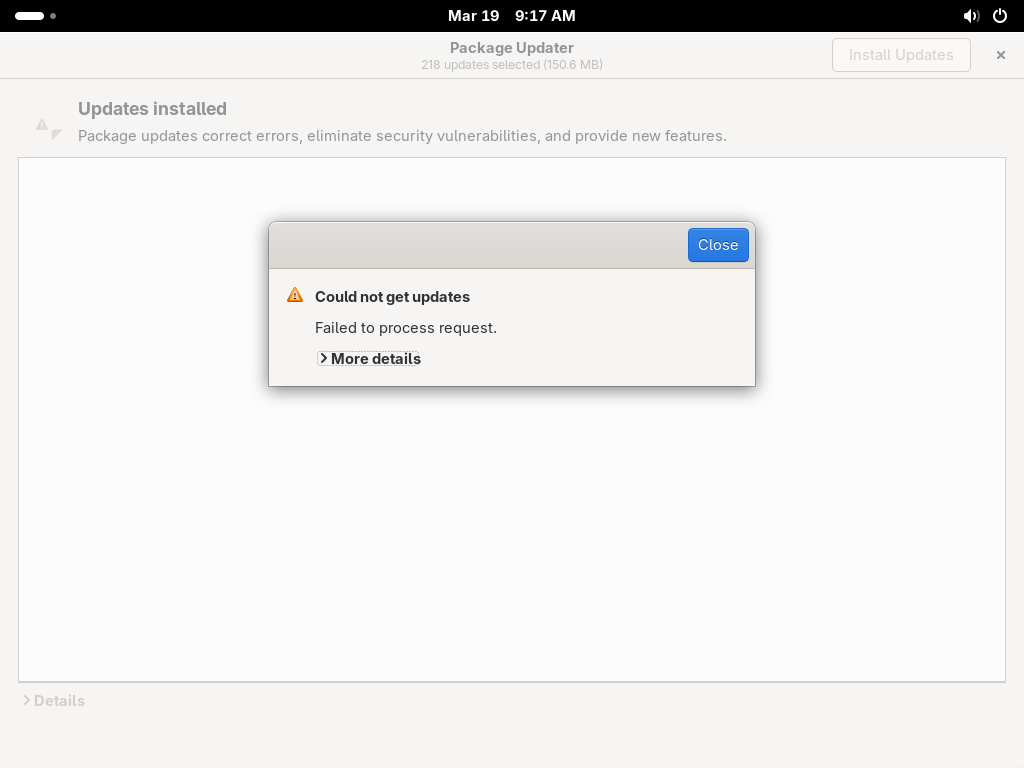 Mar 19 9:17 AM
Package Updater
218 updates selected (150.6 MB)
Install Updates
Updates installed
Package updates correct errors, eliminate security vulnerabilities, and provide new features.
Close
Could not get updates
Failed to process request.
More details
Details